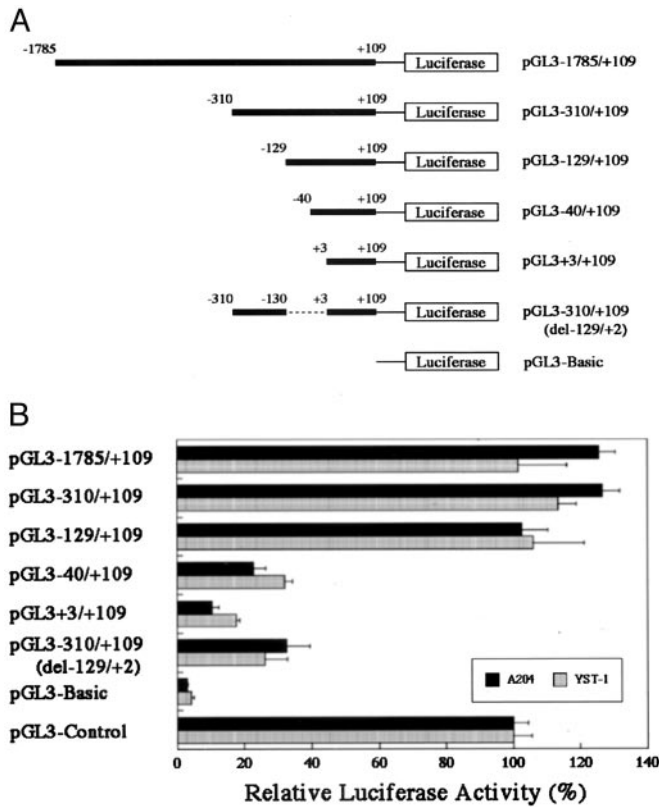 A
-1785 +109
Luciferase pGL3-1785/+109
-310 +109
Luciferase pGL3-310/+109
-129 +109
Luciferase pGL3-129/+109
-40 +109
Luciferase pGL3-40/+109
+3 +109
Luciferase pGL3+3/+109
-310 -130 +3 +109
Luciferase pGL3-310/+109
(del-129/+2)
Luciferase pGL3-Basic
B
pGL3-1785/+109
pGL3-310/+109
pGL3-129/+109
pGL3-40/+109
pGL3+3/+109
pGL3-310/+109
(del-129/+2)
pGL3-Basic
pGL3-Control
A204 YST-1
0 20 40 60 80 100 120 140
Relative Luciferase Activity (%)